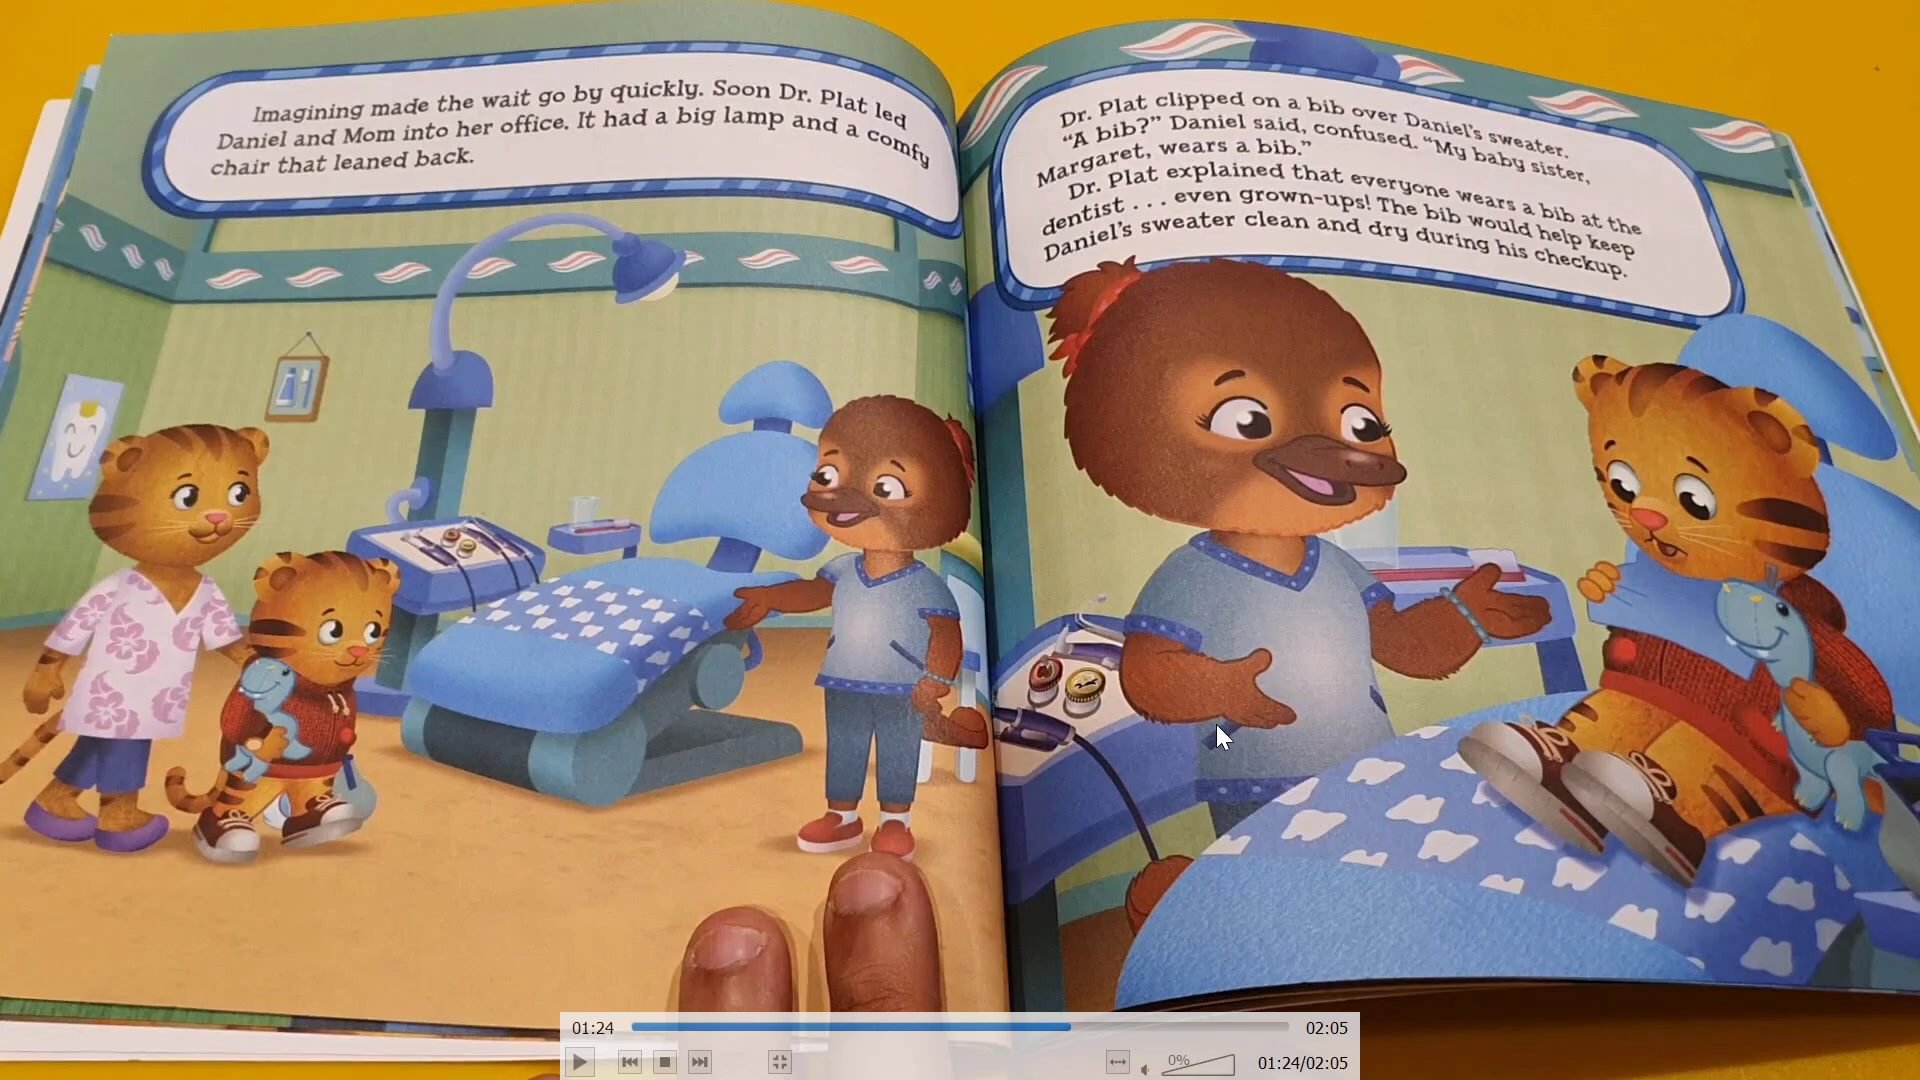 Imagining made the wait go by quickly. Soon Dr. Plat led
Daniel and Mom into her office. It had a big lamp and a comfy
chair that leaned back.
Dr. Plat clipped on a bib over Daniel's sweater.
“A bib?” Daniel said, confused. “My baby sister,
Margaret, wears a bib.”
Dr. Plat explained that everyone wears a bib at the
dentist . . . even grown-ups! The bib would help keep
Daniel's sweater clean and dry during his checkup.
01:24
02:05
0%
01:24/02:05